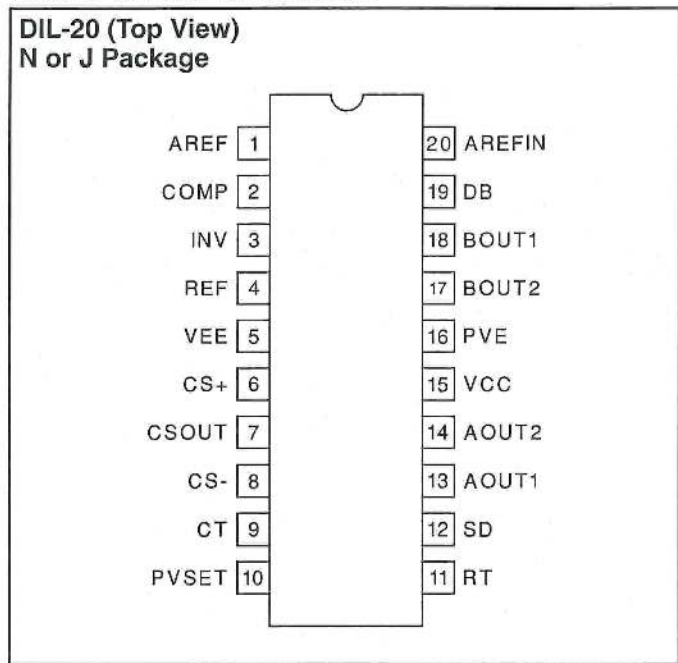 DIL-20 (Top View)
N or J Package
AREF 1 20 AREFIN
COMP 2 19 DB
INV 3 18 BOUT1
REF 4 17 BOUT2
VEE 5 16 PVE
CS+ 6 15 VCC
CSOUT 7 14 AOUT2
CS- 8 13 AOUT1
CT 9 12 SD
PVSET 10 11 RT